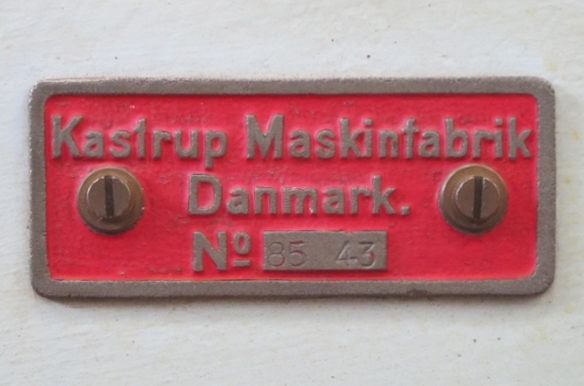 Kastrup Maskinfabrik
Danmark.
Nº 85 43